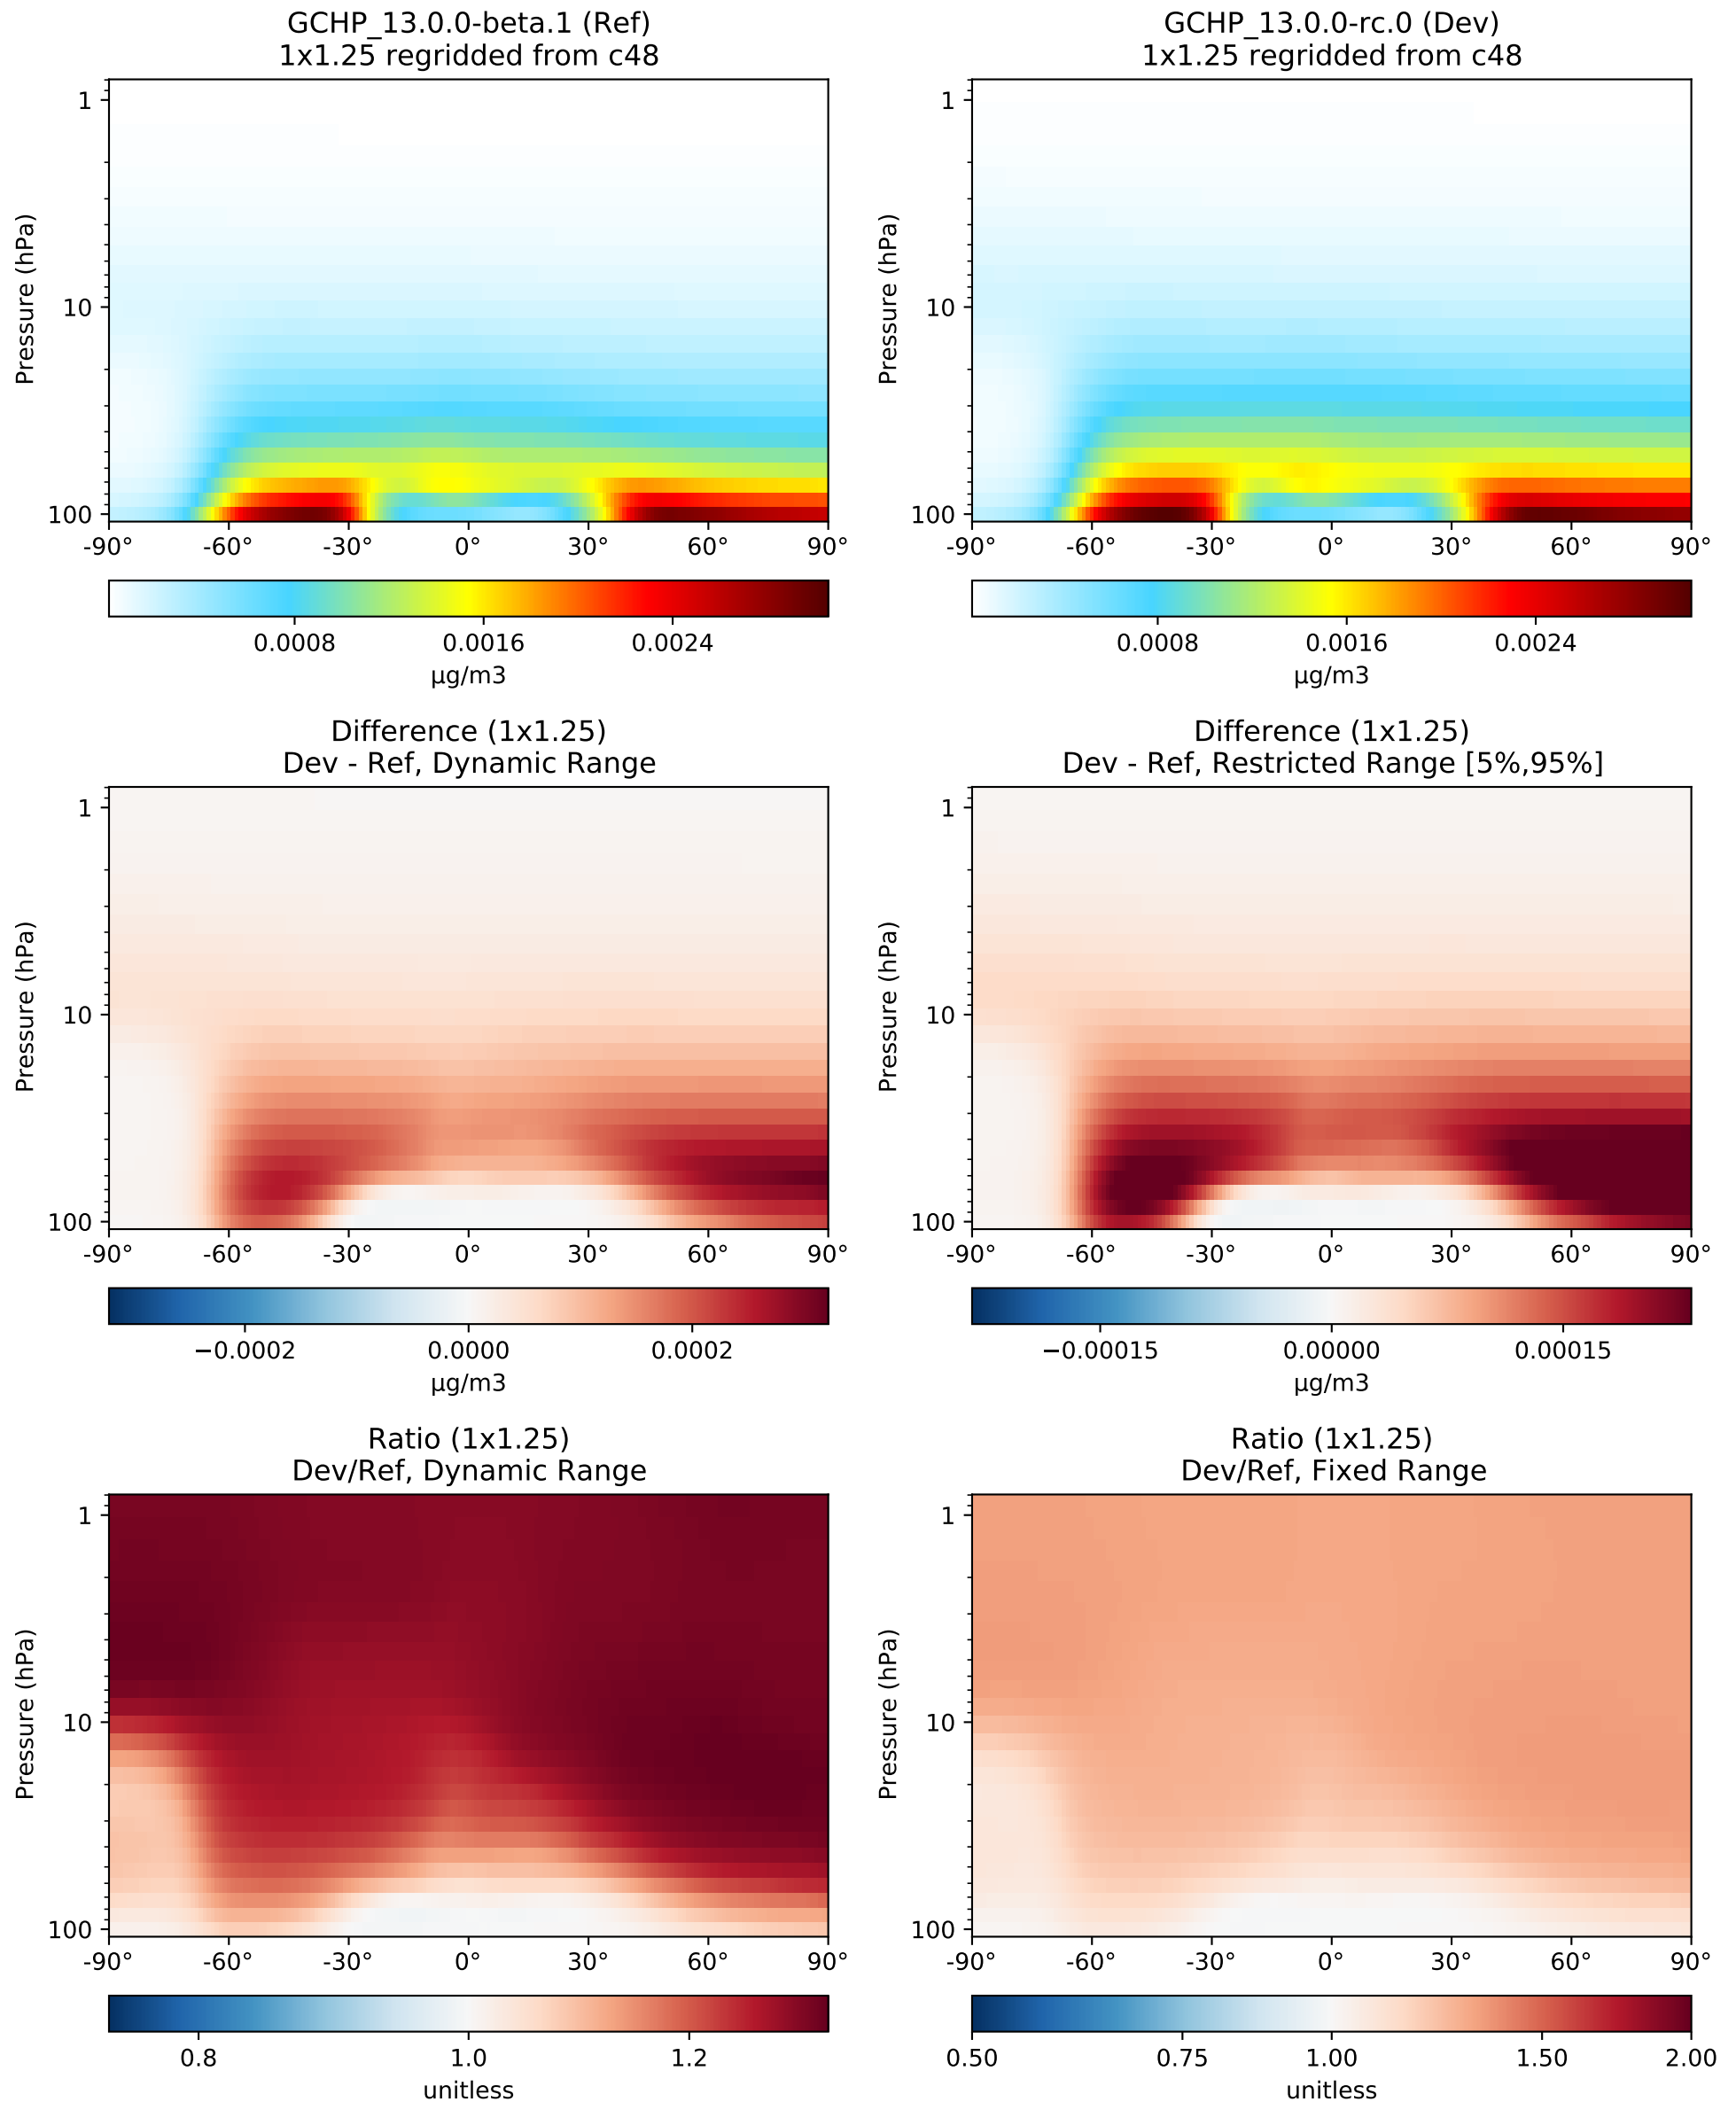 GCHP_13.0.0-beta.1 (Ref)
1x1.25 regridded from c48
Pressure (hPa)
1
10
100
-90° -60° -30° 0° 30° 60° 90°
0.0008 0.0016 0.0024
µg/m3
GCHP_13.0.0-rc.0 (Dev)
1x1.25 regridded from c48
Pressure (hPa)
1
10
100
-90° -60° -30° 0° 30° 60° 90°
0.0008 0.0016 0.0024
µg/m3
Difference (1x1.25)
Dev - Ref, Dynamic Range
Pressure (hPa)
1
10
100
-90° -60° -30° 0° 30° 60° 90°
−0.0002 0.0000 0.0002
µg/m3
Difference (1x1.25)
Dev - Ref, Restricted Range [5%,95%]
Pressure (hPa)
1
10
100
-90° -60° -30° 0° 30° 60° 90°
−0.00015 0.00000 0.00015
µg/m3
Ratio (1x1.25)
Dev/Ref, Dynamic Range
Pressure (hPa)
1
10
100
-90° -60° -30° 0° 30° 60° 90°
0.8 1.0 1.2
unitless
Ratio (1x1.25)
Dev/Ref, Fixed Range
Pressure (hPa)
1
10
100
-90° -60° -30° 0° 30° 60° 90°
0.50 0.75 1.00 1.50 2.00
unitless